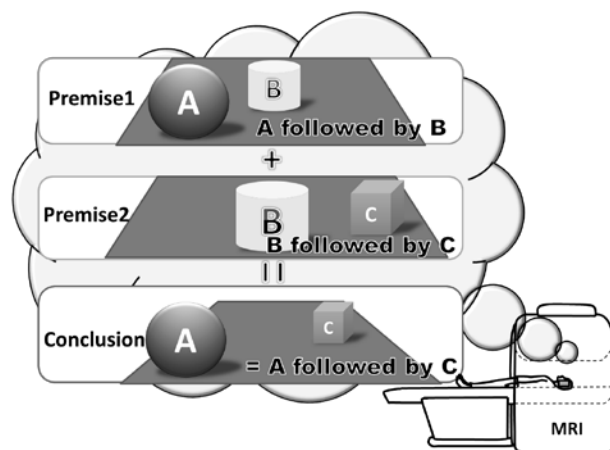 Premise1
A
B
A followed by B
+
Premise2
B
C
B followed by C
=
Conclusion
A
C
= A followed by C
MRI